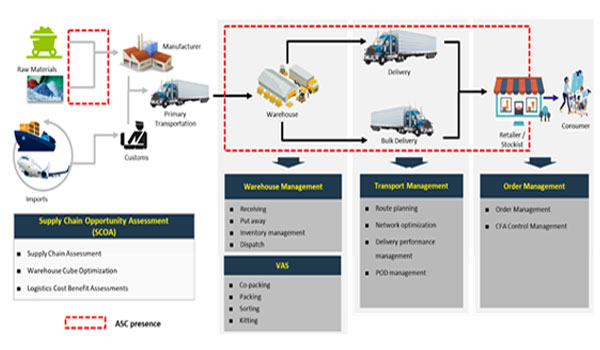 Raw Materials
Manufacturer
Primary
Transportation
Imports
Customs
Warehouse
Delivery
Bulk Delivery
Retailer /
Stockist
Consumer
Supply Chain Opportunity Assessment
(SCOA)
Supply Chain Assessment
Warehouse Cube Optimization
Logistics Cost Benefit Assessments
ASC presence
Warehouse Management
Receiving
Put away
Inventory management
Dispatch
VAS
Co-packing
Packing
Sorting
Kitting
Transport Management
Route planning
Network optimization
Delivery performance
management
POD management
Order Management
Order Management
CFA Control Management